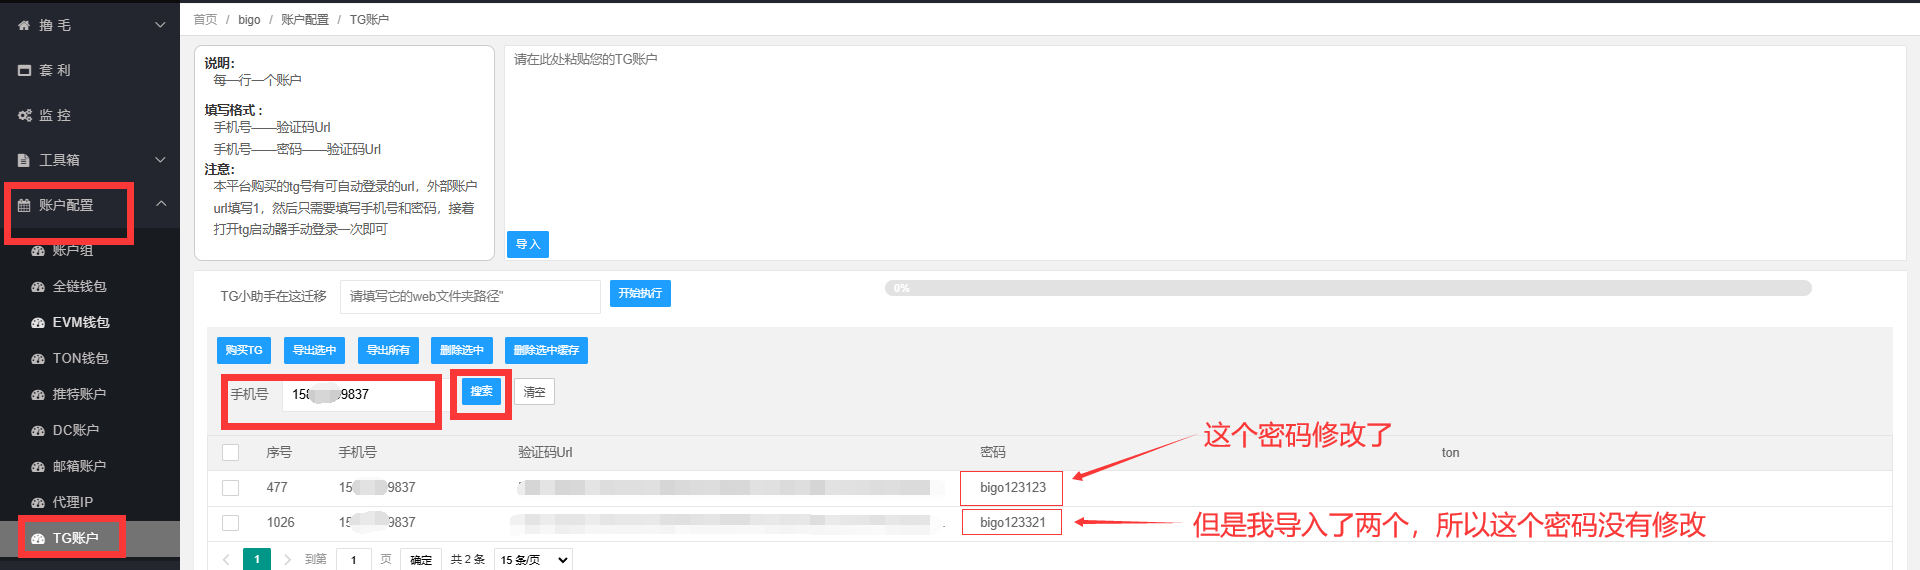 撸 毛
套 利
监 控
工具箱
账户配置
账户组
全链钱包
EVM钱包
TON钱包
推特账户
DC账户
邮箱账户
代理IP
TG账户
首页 / bigo / 账户配置 / TG账户
说明:
每一行一个账户
填写格式 :
手机号——验证码Url
手机号——密码——验证码Url
注意:
本平台购买的tg号有可自动登录的url，外部账户
url填写1，然后只需要填写手机号和密码，接着
打开tg启动器手动登录一次即可
请在此处粘贴您的TG账户
导 入
TG小助手在这迁移 请填写它的web文件夹路径" 开始执行 0%
购买TG 导出选中 导出所有 删除选中 删除选中缓存
手机号 15 9837 搜索 清空
序号 手机号 验证码Url 密码 ton
477 15 9837 bigo123123
1026 15 9837 bigo123321
这个密码修改了
但是我导入了两个，所以这个密码没有修改
1 到第 1 页 确定 共 2 条 15 条/页